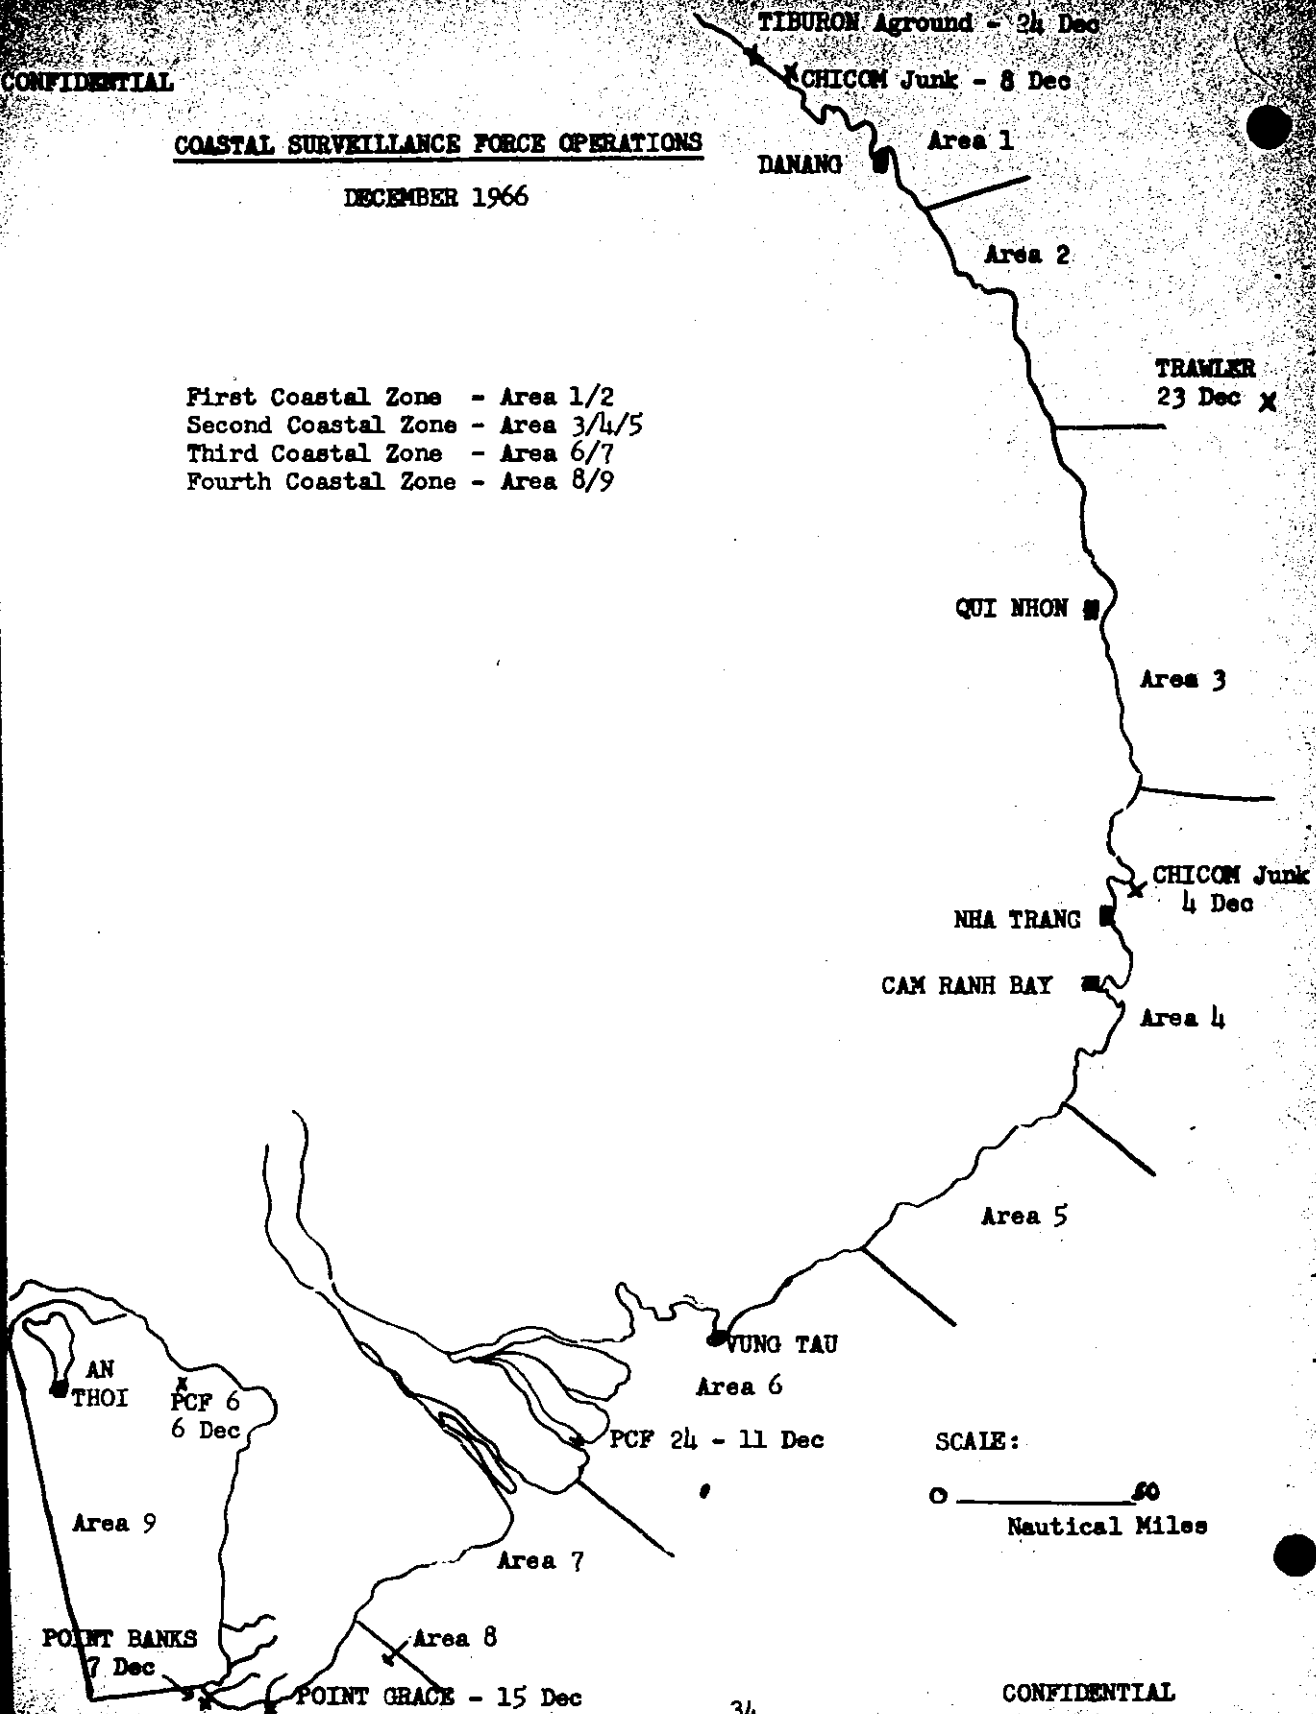 TIBURON Aground - 24 Dec
CONFIDENTIAL
CHICOM Junk - 8 Dec
COASTAL SURVEILLANCE FORCE OPERATIONS
Area 1
DANANG
DECEMBER 1966
Area 2
TRAWLER
23 Dec
First Coastal Zone - Area 1/2
Second Coastal Zone - Area 3/4/5
Third Coastal Zone - Area 6/7
Fourth Coastal Zone - Area 8/9
QUI NHON
Area 3
CHICOM Junk
4 Dec
NHA TRANG
CAM RANH BAY
Area 4
Area 5
VUNG TAU
AN
THOI
Area 6
PCF 6
6 Dec
PCF 24 - 11 Dec
SCALE:
0 50
Nautical Miles
Area 9
Area 7
POINT BANKS
7 Dec
Area 8
POINT GRACE - 15 Dec
34
CONFIDENTIAL